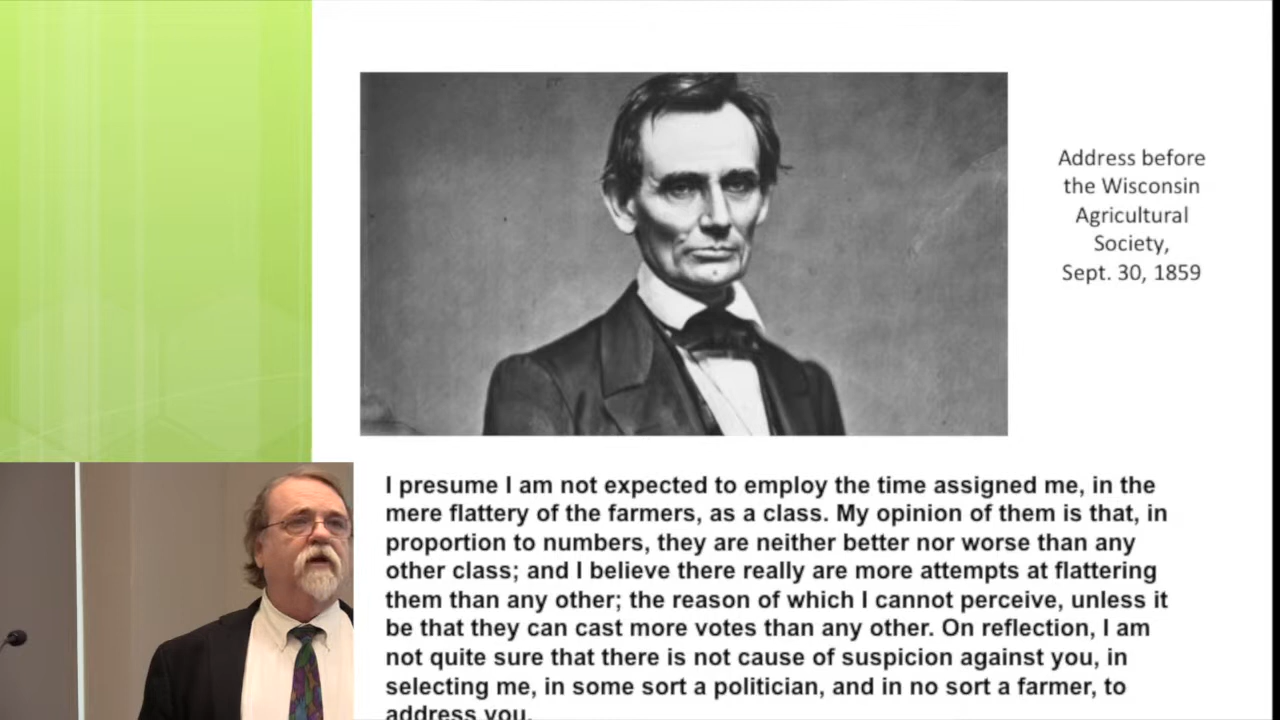 Address before
the Wisconsin
Agricultural
Society,
Sept. 30, 1859
I presume I am not expected to employ the time assigned me, in the
mere flattery of the farmers, as a class. My opinion of them is that, in
proportion to numbers, they are neither better nor worse than any
other class; and I believe there really are more attempts at flattering
them than any other; the reason of which I cannot perceive, unless it
be that they can cast more votes than any other. On reflection, I am
not quite sure that there is not cause of suspicion against you, in
selecting me, in some sort a politician, and in no sort a farmer, to
address you.